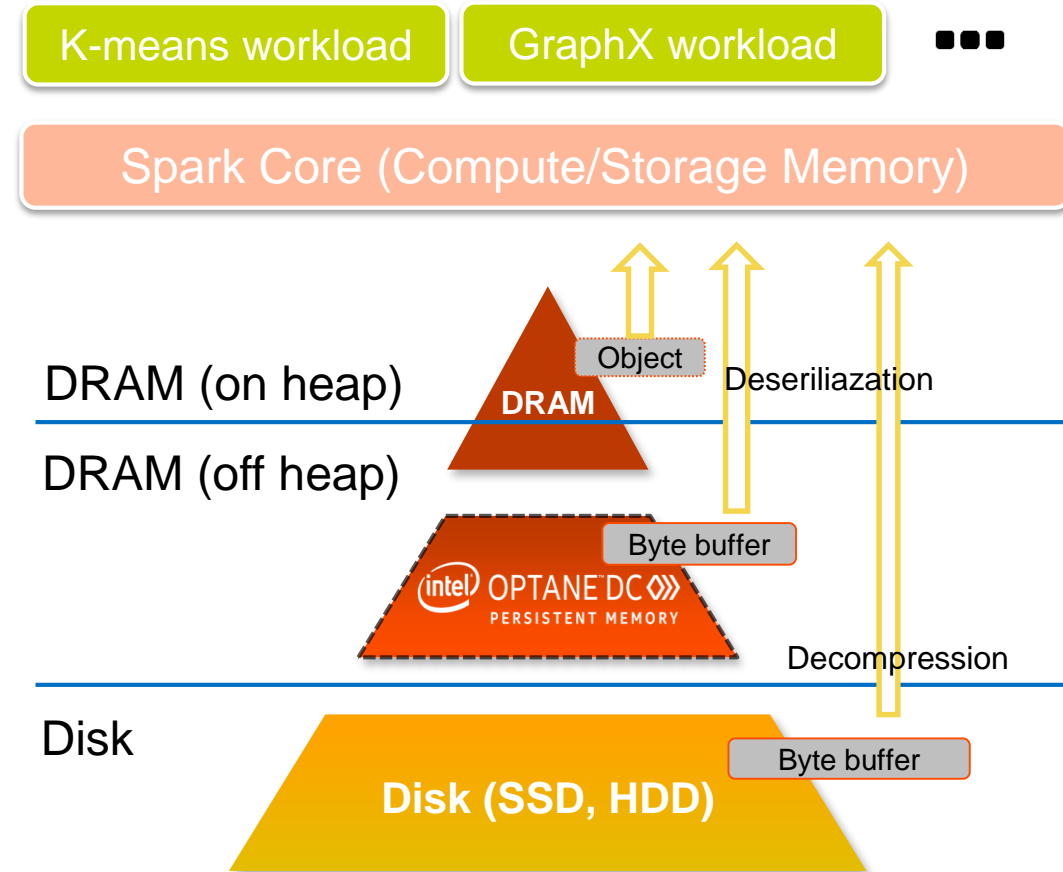 K-means workload
GraphX workload
Spark Core (Compute/Storage Memory)
Object
Deseriliazation
DRAM (on heap)
DRAM
DRAM (off heap)
Byte buffer
intel OPTANE™ DC
PERSISTENT MEMORY
Decompression
Disk
Byte buffer
Disk (SSD, HDD)